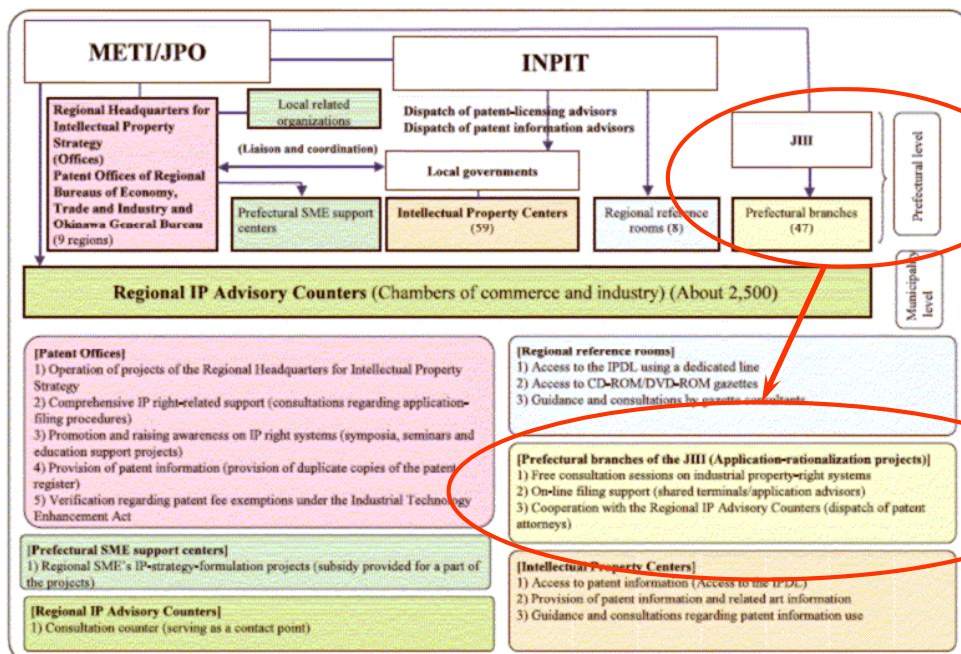 METI/JPO
INPIT
Regional Headquarters for
Intellectual Property
Strategy
(Offices)
Patent Offices of Regional
Bureaus of Economy,
Trade and Industry and
Okinawa General Bureau
(9 regions)
Local related
organizations
(Liaison and coordination)
Dispatch of patent-licensing advisors
Dispatch of patent information advisors
Local governments
Prefectural SME support
centers
Intellectual Property Centers
(59)
Regional reference
rooms (8)
JIII
Prefectural branches
(47)
Prefectural level
Municipality
level
Regional IP Advisory Counters (Chambers of commerce and industry) (About 2,500)
[Patent Offices]
1) Operation of projects of the Regional Headquarters for Intellectual Property
Strategy
2) Comprehensive IP right-related support (consultations regarding application-
filing procedures)
3) Promotion and raising awareness on IP right systems (symposia, seminars and
education support projects)
4) Provision of patent information (provision of duplicate copies of the patent
register)
5) Verification regarding patent fee exemptions under the Industrial Technology
Enhancement Act
[Prefectural SME support centers]
1) Regional SME's IP-strategy-formulation projects (subsidy provided for a part of
the projects)
[Regional IP Advisory Counters]
1) Consultation counter (serving as a contact point)
[Regional reference rooms]
1) Access to the IPDL using a dedicated line
2) Access to CD-ROM/DVD-ROM gazettes
3) Guidance and consultations by gazette consultants
[Prefectural branches of the JIII (Application-rationalization projects)]
1) Free consultation sessions on industrial property-right systems
2) On-line filing support (shared terminals/application advisors)
3) Cooperation with the Regional IP Advisory Counters (dispatch of patent
attorneys)
[Intellectual Property Centers]
1) Access to patent information (Access to the IPDL)
2) Provision of patent information and related art information
3) Guidance and consultations regarding patent information use